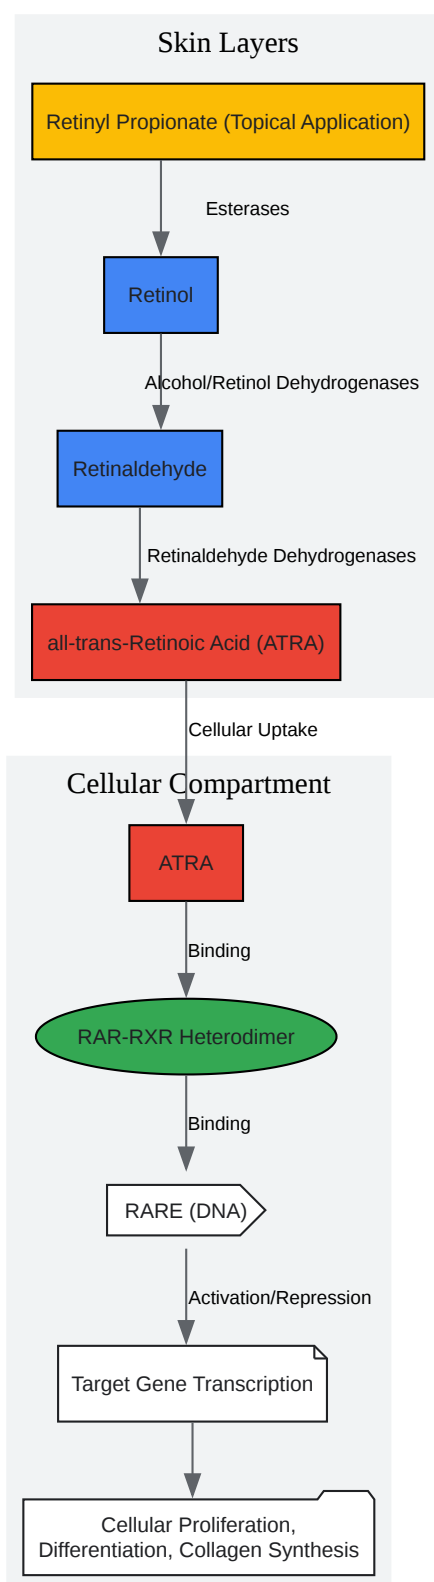 Skin Layers
Retinyl Propionate (Topical Application)
Esterases
Retinol
Alcohol/Retinol Dehydrogenases
Retinaldehyde
Retinaldehyde Dehydrogenases
all-trans-Retinoic Acid (ATRA)
Cellular Uptake
Cellular Compartment
ATRA
Binding
RAR-RXR Heterodimer
Binding
RARE (DNA)
Activation/Repression
Target Gene Transcription
Cellular Proliferation,
Differentiation, Collagen Synthesis